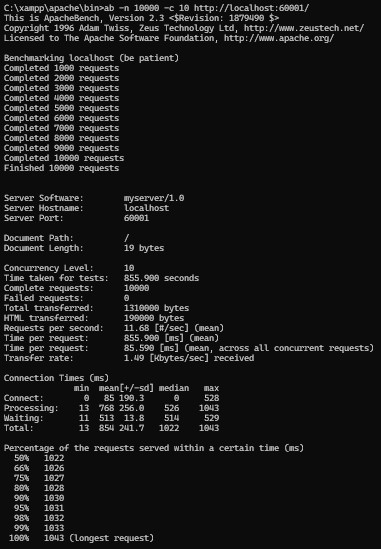 C:\xampp\apache\bin>ab -n 10000 -c 10 http://localhost:60001/
This is ApacheBench, Version 2.3 <$Revision: 1879490 $>
Copyright 1996 Adam Twiss, Zeus Technology Ltd, http://www.zeustech.net/
Licensed to The Apache Software Foundation, http://www.apache.org/

Benchmarking localhost (be patient)
Completed 1000 requests
Completed 2000 requests
Completed 3000 requests
Completed 4000 requests
Completed 5000 requests
Completed 6000 requests
Completed 7000 requests
Completed 8000 requests
Completed 9000 requests
Completed 10000 requests
Finished 10000 requests

Server Software:        myserver/1.0
Server Hostname:        localhost
Server Port:            60001

Document Path:          /
Document Length:        19 bytes

Concurrency Level:      10
Time taken for tests:   855.900 seconds
Complete requests:      10000
Failed requests:        0
Total transferred:      1310000 bytes
HTML transferred:       190000 bytes
Requests per second:    11.68 [#/sec] (mean)
Time per request:       855.900 [ms] (mean)
Time per request:       85.590 [ms] (mean, across all concurrent requests)
Transfer rate:          1.49 [Kbytes/sec] received

Connection Times (ms)
              min  mean[+/-sd] median   max
Connect:        0   85 190.3      0     528
Processing:    13  768 256.0    526    1043
Waiting:       11  513  13.8    514     529
Total:         13  854 241.7   1022    1043

Percentage of the requests served within a certain time (ms)
  50%   1022
  66%   1026
  75%   1027
  80%   1028
  90%   1030
  95%   1031
  98%   1032
  99%   1033
 100%   1043 (longest request)